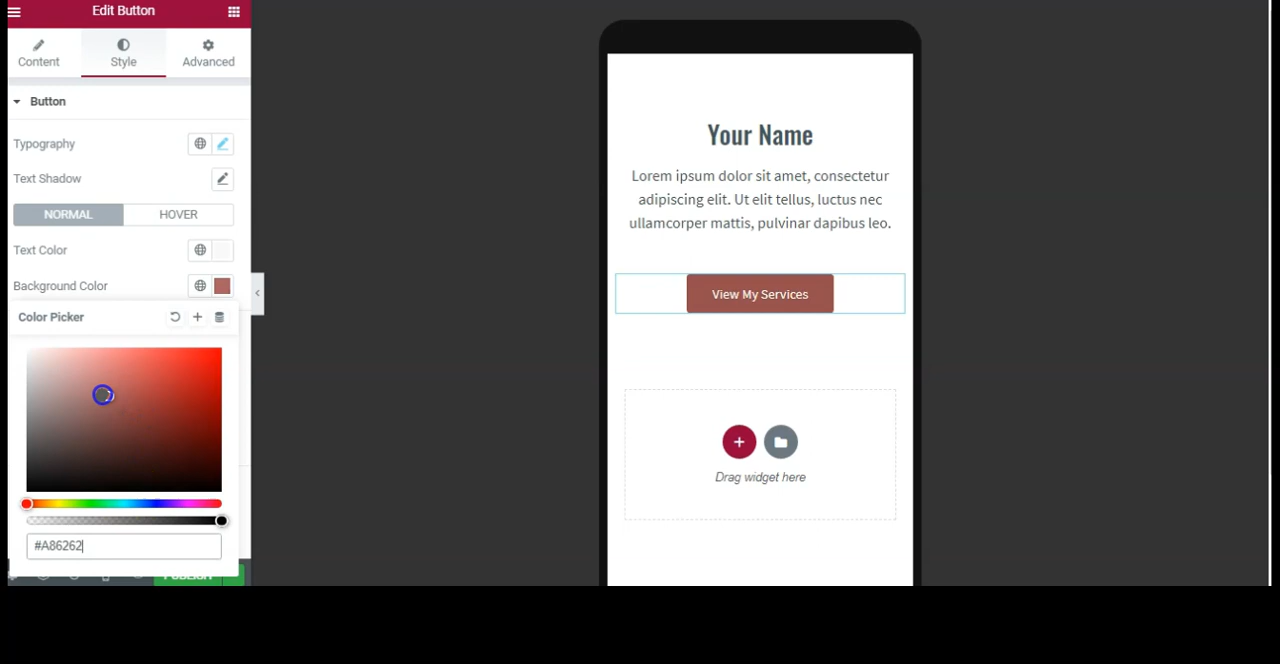 Edit Button
Content
Style
Advanced
Button
Typography
Text Shadow
NORMAL
HOVER
Text Color
Background Color
Color Picker
#A86262
PUBLISH
Your Name
Lorem ipsum dolor sit amet, consectetur
adipiscing elit. Ut elit tellus, luctus nec
ullamcorper mattis, pulvinar dapibus leo.
View My Services
Drag widget here